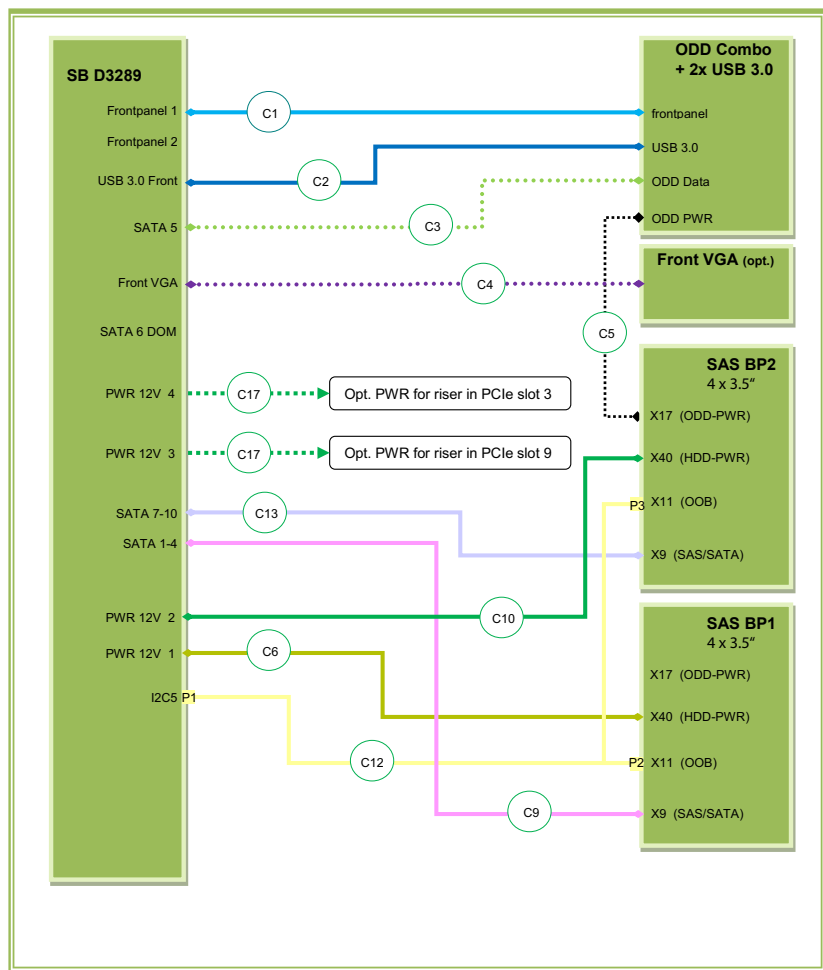 SB D3289
Frontpanel 1
Frontpanel 2
USB 3.0 Front
SATA 5
Front VGA
SATA 6 DOM
PWR 12V 4
PWR 12V 3
SATA 7-10
SATA 1-4
PWR 12V 2
PWR 12V 1
I2C5
P1
C1
C2
C3
C4
C5
C17
Opt. PWR for riser in PCIe slot 3
C17
Opt. PWR for riser in PCIe slot 9
C13
C10
C6
C12
C9
ODD Combo
+ 2x USB 3.0
frontpanel
USB 3.0
ODD Data
ODD PWR
Front VGA (opt.)
SAS BP2
4 x 3.5“
X17 (ODD-PWR)
X40 (HDD-PWR)
P3 X11 (OOB)
X9 (SAS/SATA)
SAS BP1
4 x 3.5“
X17 (ODD-PWR)
X40 (HDD-PWR)
P2 X11 (OOB)
X9 (SAS/SATA)